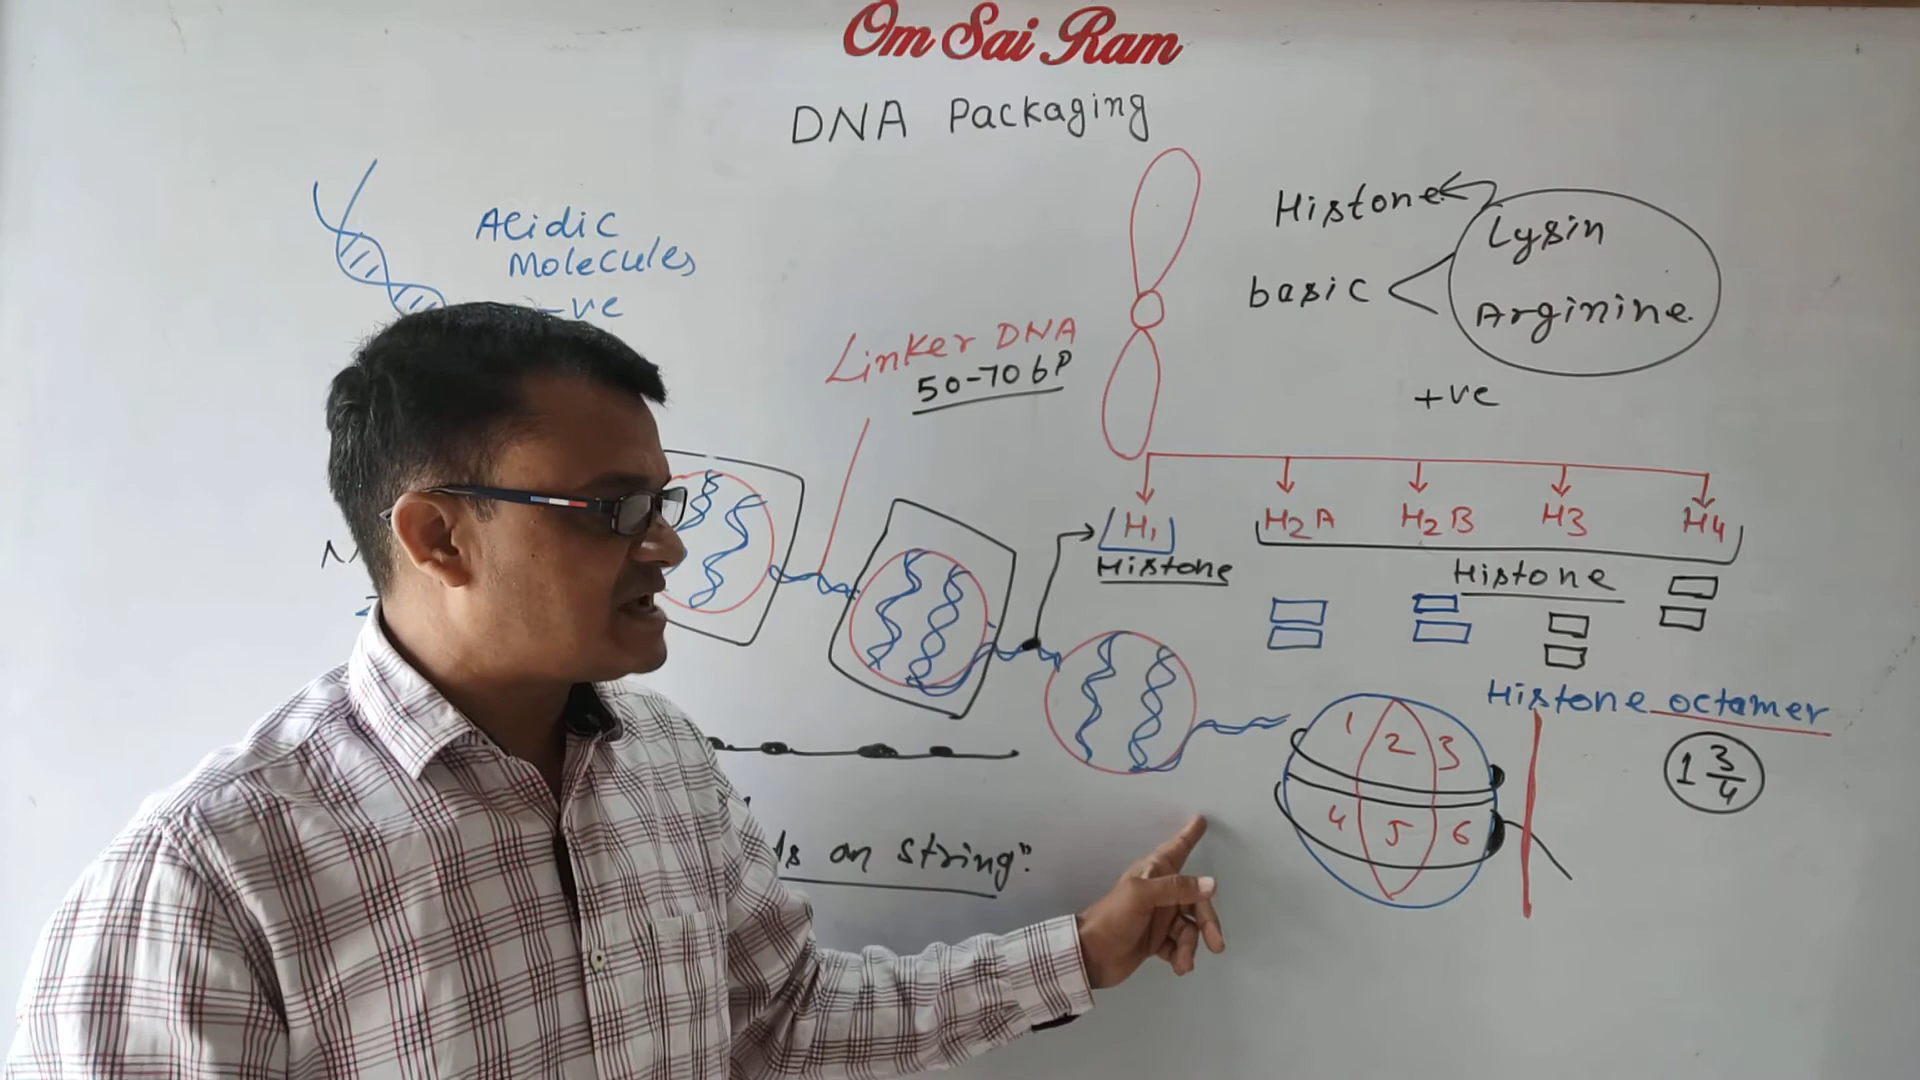 Om Sai Ram
DNA Packaging
Acidic
Molecules
-ve
Histone
Lysin
basic
Arginine
+ve
Linker DNA
50-70 bp
H1
H2A
H2B
H3
H4
Histone
Histone
Histone octamer
1 3/4
1 2 3
4 5 6
on string"